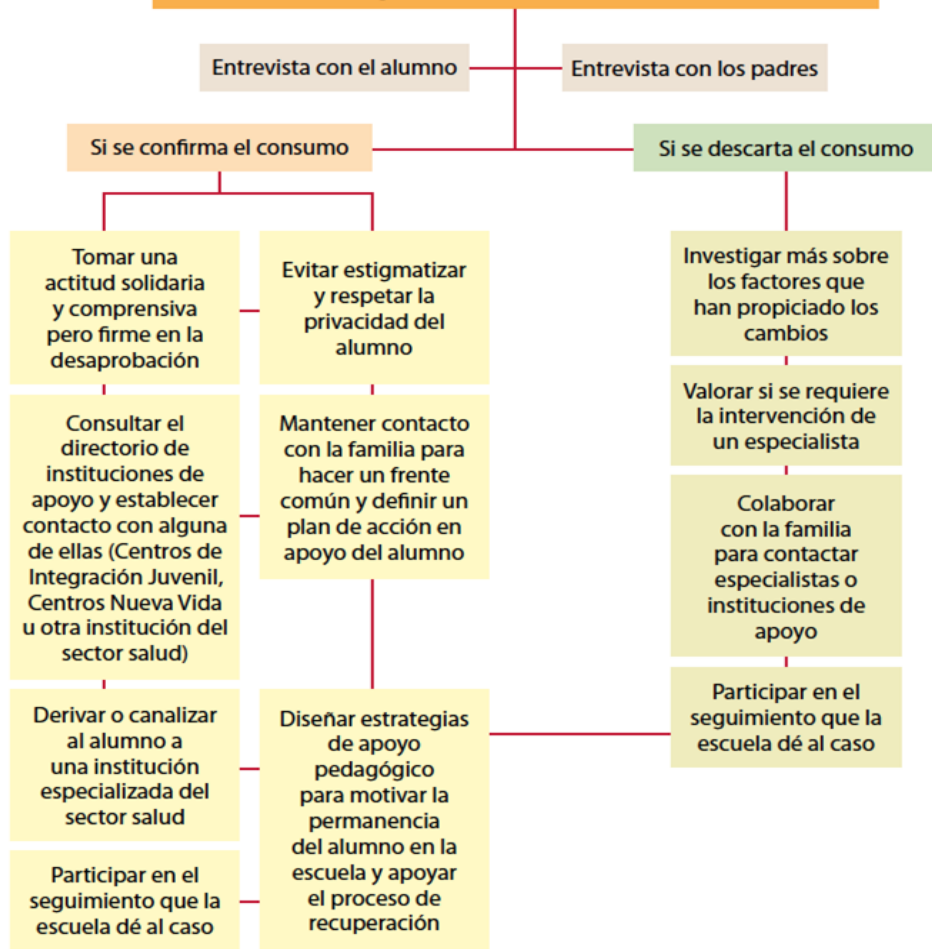 Entrevista con el alumno
Entrevista con los padres
Si se confirma el consumo
Si se descarta el consumo
Tomar una
actitud solidaria
y comprensiva
pero firme en la
desaprobación
Evitar estigmatizar
y respetar la
privacidad del
alumno
Investigar más sobre
los factores que
han propiciado los
cambios
Consultar el
directorio de
instituciones de
apoyo y establecer
contacto con alguna
de ellas (Centros de
Integración Juvenil,
Centros Nueva Vida
u otra institución del
sector salud)
Mantener contacto
con la familia para
hacer un frente
común y definir un
plan de acción en
apoyo del alumno
Valorar si se requiere
la intervención de
un especialista
Colaborar
con la familia
para contactar
especialistas o
instituciones de
apoyo
Derivar o canalizar
al alumno a
una institución
especializada del
sector salud
Diseñar estrategias
de apoyo
pedagógico
para motivar la
permanencia
del alumno en la
escuela y apoyar
el proceso de
recuperación
Participar en el
seguimiento que la
escuela dé al caso
Participar en el
seguimiento que la
escuela dé al caso